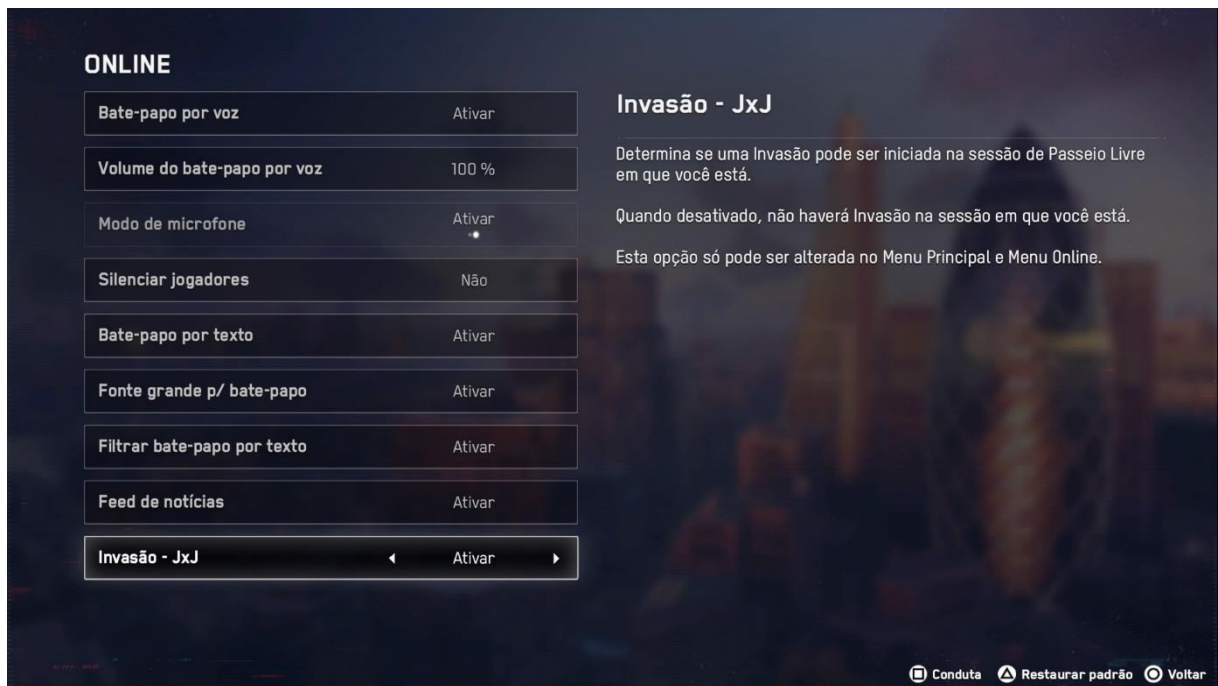 ONLINE
Bate-papo por voz Ativar
Volume do bate-papo por voz 100 %
Modo de microfone Ativar
Silenciar jogadores Não
Bate-papo por texto Ativar
Fonte grande p/ bate-papo Ativar
Filtrar bate-papo por texto Ativar
Feed de notícias Ativar
Invasão - JxJ Ativar
Invasão - JxJ
Determina se uma Invasão pode ser iniciada na sessão de Passeio Livre
em que você está.
Quando desativado, não haverá Invasão na sessão em que você está.
Esta opção só pode ser alterada no Menu Principal e Menu Online.
Conduta Restaurar padrão Voltar